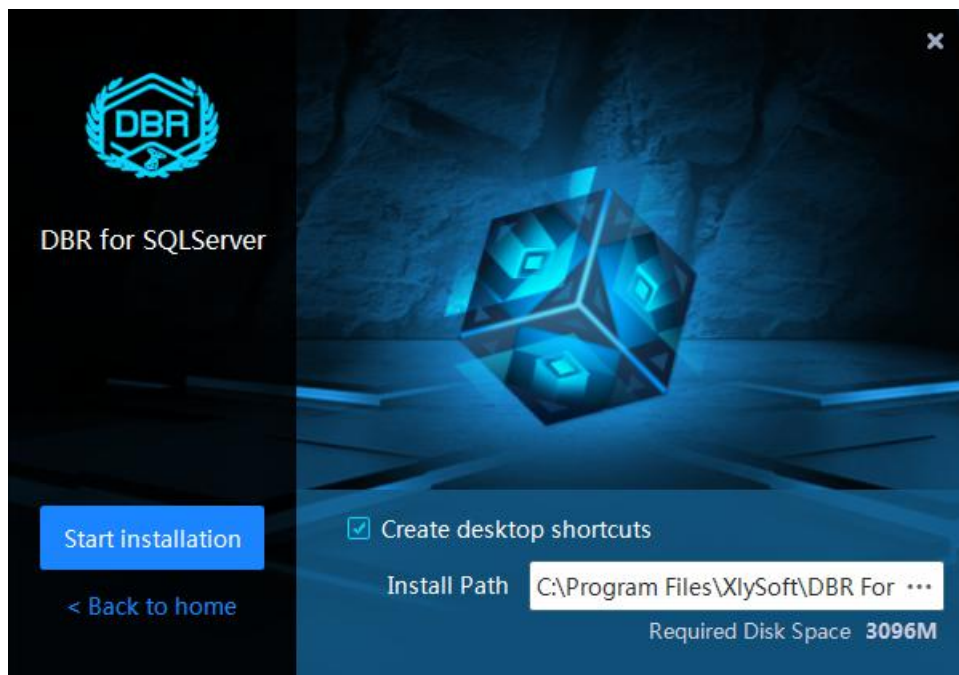 DBR
DBR for SQLServer
Start installation
< Back to home
Create desktop shortcuts
Install Path C:\Program Files\XlySoft\DBR For ...
Required Disk Space 3096M